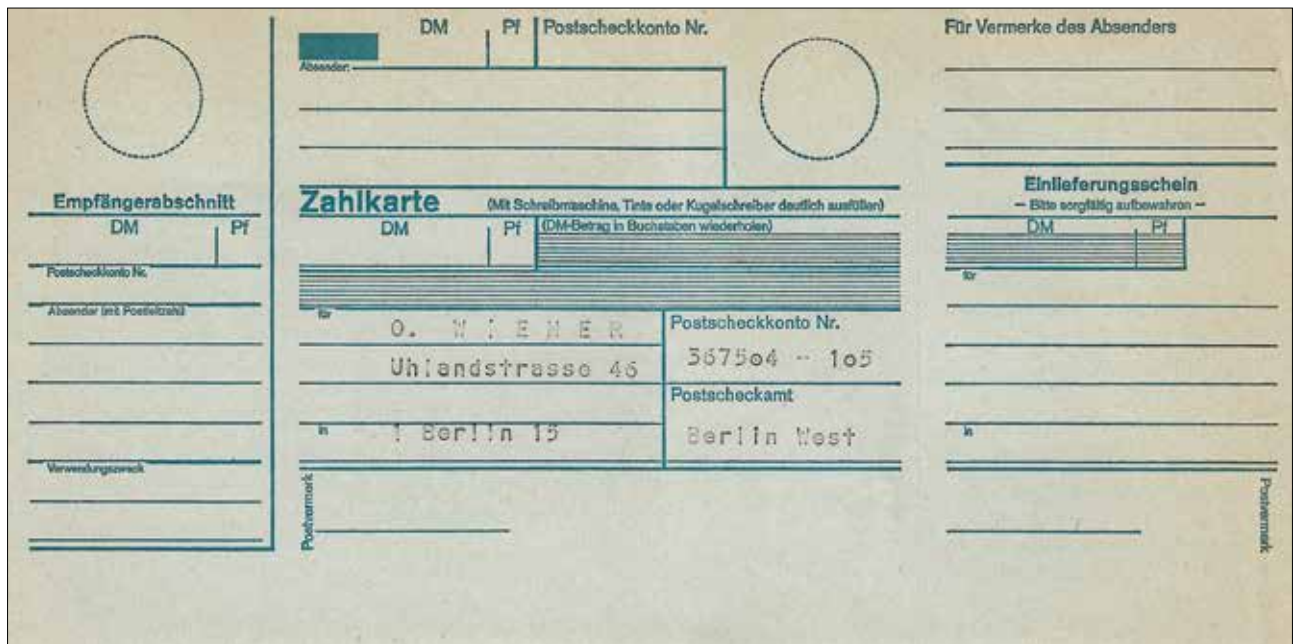 Empfängerabschnitt
DM Pf
Postscheckkonto Nr.
Absender (mit Postleitzahl)
Verwendungszweck
DM Pf Postscheckkonto Nr.
Absender:
Zahlkarte (Mit Schreibmaschine, Tinte oder Kugelschreiber deutlich ausfüllen)
DM Pf (DM-Betrag in Buchstaben wiederholen)
für
O. W I E N E R
Uhlandstrasse 46
in 1 Berlin 15
Postscheckkonto Nr.
367504 - 105
Postscheckamt
Berlin West
Postvermerk
Für Vermerke des Absenders
Einlieferungsschein
– Bitte sorgfältig aufbewahren –
DM Pf
für
in
Postvermerk